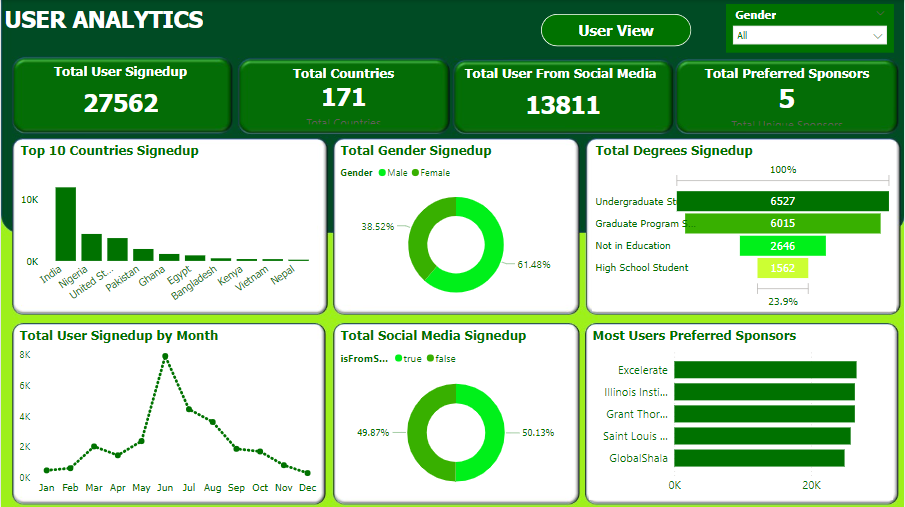 USER ANALYTICS
User View
Gender
All
Total User Signedup
27562
Total Countries
171
Total Countries
Total User From Social Media
13811
Total Preferred Sponsors
5
Total Unique Sponsors
Top 10 Countries Signedup
10K
0K
India
Nigeria
United St...
Pakistan
Ghana
Egypt
Bangladesh
Kenya
Vietnam
Nepal
Total Gender Signedup
Gender Male Female
38.52%
61.48%
Total Degrees Signedup
100%
Undergraduate St... 6527
Graduate Program S... 6015
Not in Education 2646
High School Student 1562
23.9%
Total User Signedup by Month
8K
6K
4K
2K
0K
Jan Feb Mar Apr May Jun Jul Aug Sep Oct Nov Dec
Total Social Media Signedup
isFromS... true false
49.87%
50.13%
Most Users Preferred Sponsors
Excelerate
Illinois Insti...
Grant Thor...
Saint Louis ...
GlobalShala
0K 20K